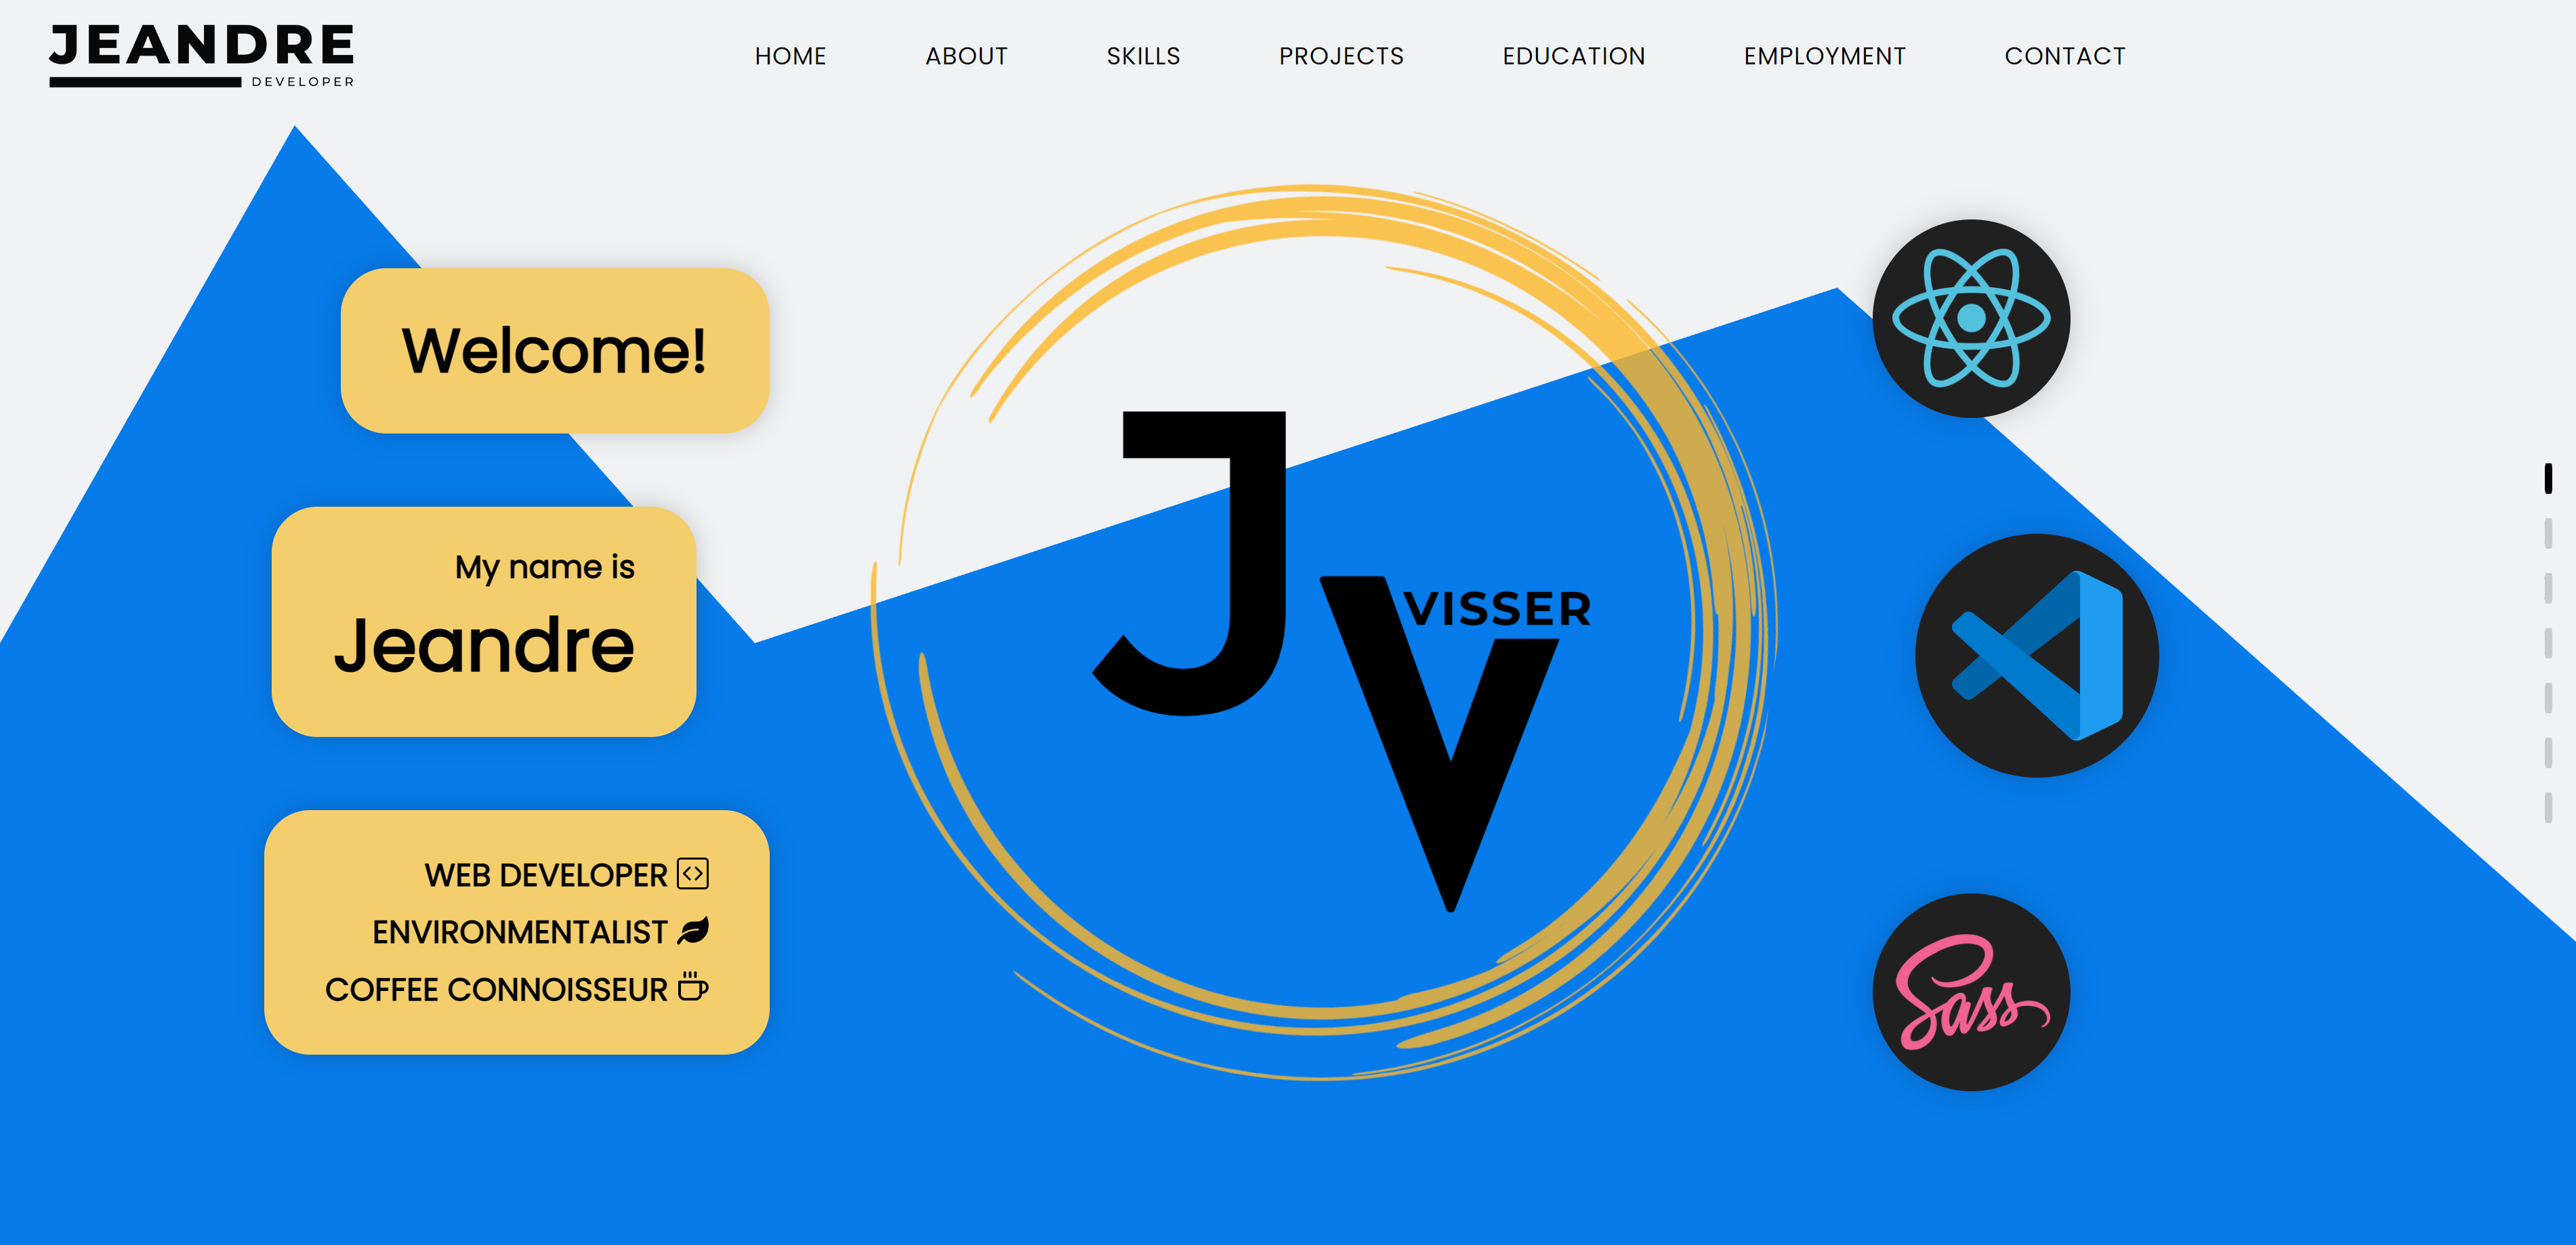 JEANDRE
DEVELOPER
HOME ABOUT SKILLS PROJECTS EDUCATION EMPLOYMENT CONTACT
Welcome!
My name is
Jeandre
WEB DEVELOPER
ENVIRONMENTALIST
COFFEE CONNOISSEUR
JV
VISSER
Sass